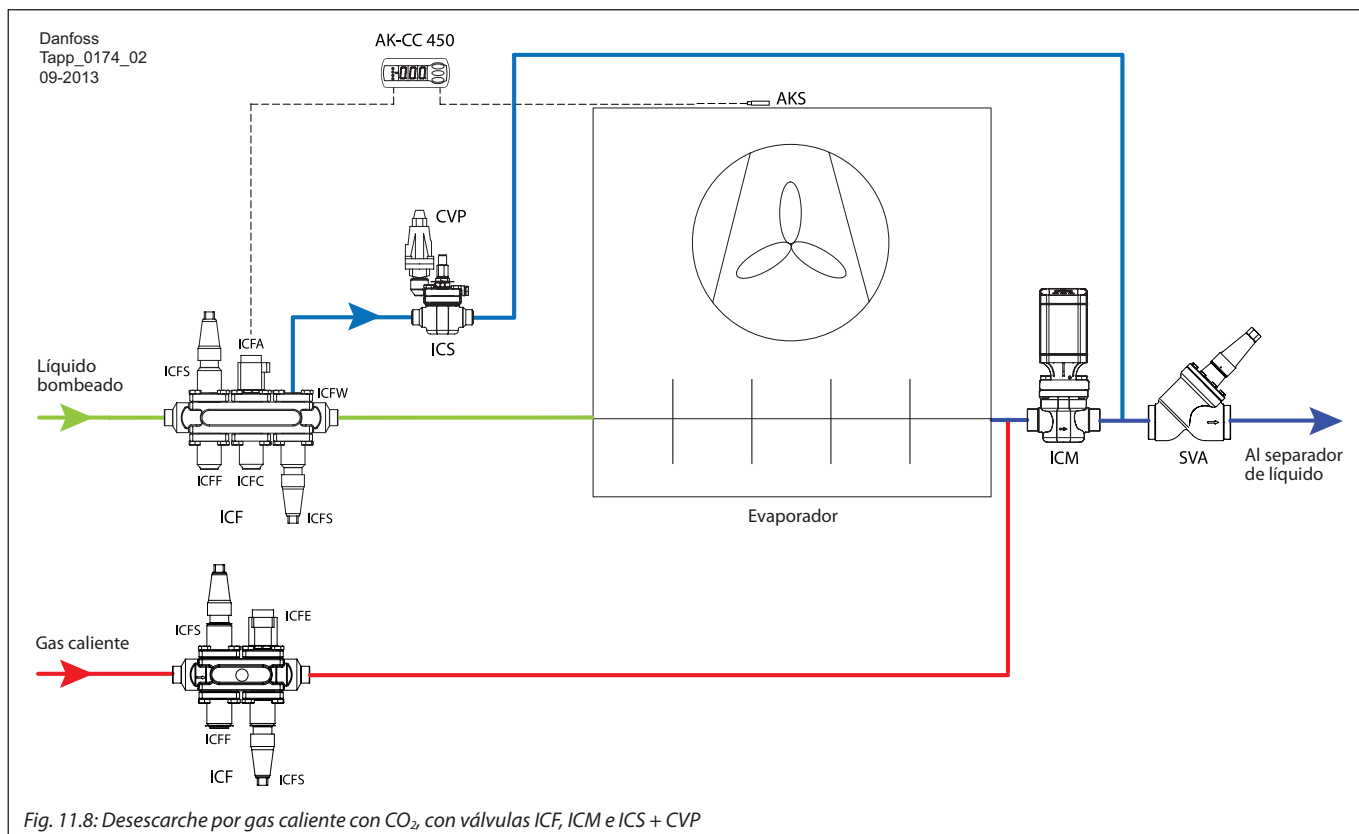 Danfoss
Tapp_0174_02
09-2013
AK-CC 450
AKS
CVP
ICS
ICFS
ICFA
ICFW
Líquido
bombeado
ICFF
ICFC
ICFS
ICF
Evaporador
ICM
SVA
Al separador
de líquido
ICFS
ICFE
Gas caliente
ICFF
ICFS
ICF
Fig. 11.8: Desescarche por gas caliente con CO₂, con válvulas ICF, ICM e ICS + CVP